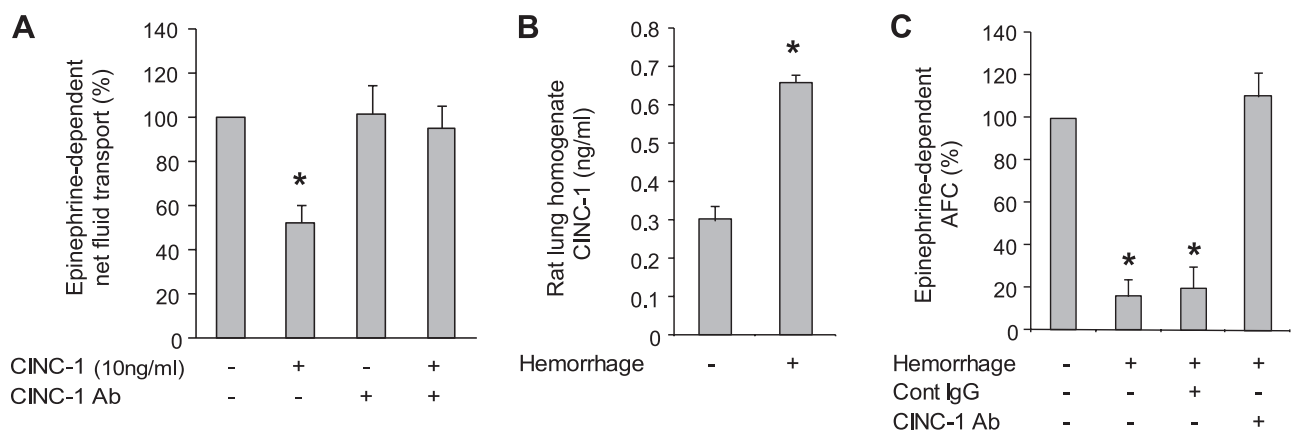 A
Epinephrine-dependent
net fluid transport (%)
140
120
100
80
60
40
20
0
*
CINC-1 (10ng/ml) - + - +
CINC-1 Ab - - + +
B
Rat lung homogenate
CINC-1 (ng/ml)
0.8
0.7
0.6
0.5
0.4
0.3
0.2
0.1
0
*
Hemorrhage - +
C
Epinephrine-dependent
AFC (%)
140
120
100
80
60
40
20
0
* *
Hemorrhage - + + +
Cont IgG - - + -
CINC-1 Ab - - - +